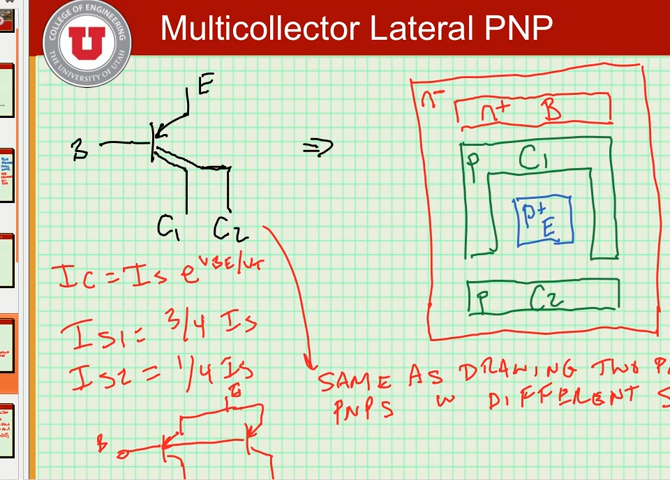 Multicollector Lateral PNP
COLLEGE OF ENGINEERING
U
THE UNIVERSITY OF UTAH
E
B
C1 C2
⇒
n-
n+ B
p C1
p+
E
p C2
IC = IS e^VBE/VT
IS1 = 3/4 IS
IS2 = 1/4 IS
SAME AS DRAWING TWO
PNPS W DIFFERENT S
E
B